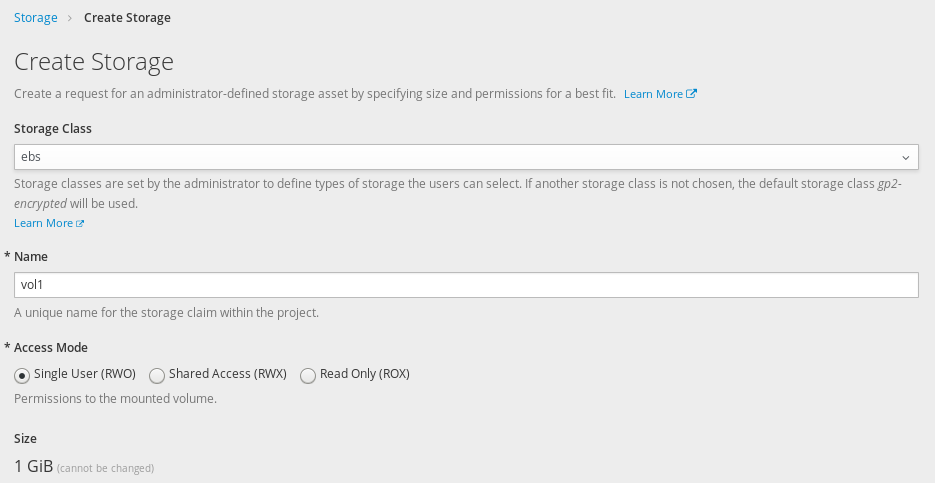 Storage › Create Storage
Create Storage
Create a request for an administrator-defined storage asset by specifying size and permissions for a best fit. Learn More
Storage Class
ebs
Storage classes are set by the administrator to define types of storage the users can select. If another storage class is not chosen, the default storage class gp2-
encrypted will be used.
Learn More
* Name
vol1
A unique name for the storage claim within the project.
* Access Mode
Single User (RWO) Shared Access (RWX) Read Only (ROX)
Permissions to the mounted volume.
Size
1 GiB (cannot be changed)